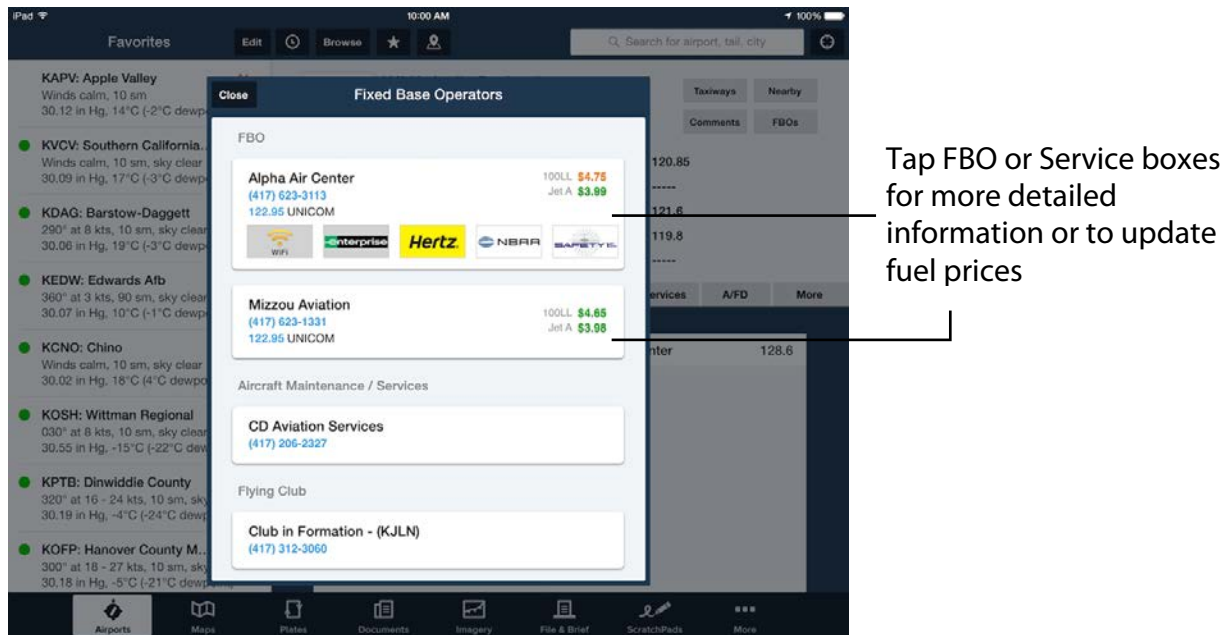 iPad 10:00 AM 100%
Favorites Edit Browse Search for airport, tail, city
KAPV: Apple Valley
Winds calm, 10 sm
30.12 in Hg, 14°C (-2°C
KVCV: Southern California...
Winds calm, 10 sm, sky clear
30.09 in Hg, 17°C (-3°C
KDAG: Barstow-Daggett
290° at 8 kts, 10 sm, sky clear
30.06 in Hg, 19°C (-3°C
KEDW: Edwards Afb
360° at 3 kts, 90 sm, sky clear
30.07 in Hg, 10°C (-1°C
KCNO: Chino
Winds calm, 10 sm, sky clear
30.02 in Hg, 18°C (4°C
KOSH: Wittman Regional
030° at 8 kts, 10 sm, sky clear
30.55 in Hg, -15°C (-22°C
KPTB: Dinwiddie County
320° at 16 - 24 kts, 10 sm, sky
30.19 in Hg, -4°C (-24°C
KOFP: Hanover County M...
300° at 18 - 27 kts, 10 sm, sky
30.18 in Hg, -5°C (-21°C
Close Fixed Base Operators
FBO
Alpha Air Center 100LL $4.75
(417) 623-3113 Jet A $3.99
122.95 UNICOM
WiFi enterprise Hertz. NBAA
Mizzou Aviation 100LL $4.65
(417) 623-1331 Jet A $3.98
122.95 UNICOM
Aircraft Maintenance / Services
CD Aviation Services
(417) 206-2327
Flying Club
Club in Formation - (KJLN)
(417) 312-3060
Taxiways Nearby
Comments FBOs
120.85
-----
121.6
119.8
-----
A/FD More
128.6
Airports Maps Plates Documents Imagery File & Brief ScratchPads More
Tap FBO or Service boxes
for more detailed
information or to update
fuel prices